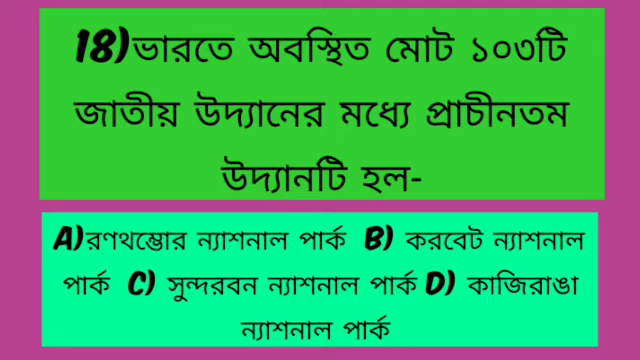 18)ভারতে অবস্থিত মোট ১০৩টি
জাতীয় উদ্যানের মধ্যে প্রাচীনতম
উদ্যানটি হল-
A)রণথম্ভোর ন্যাশনাল পার্ক B) করবেট ন্যাশনাল
পার্ক C) সুন্দরবন ন্যাশনাল পার্ক D) কাজিরাঙা
ন্যাশনাল পার্ক